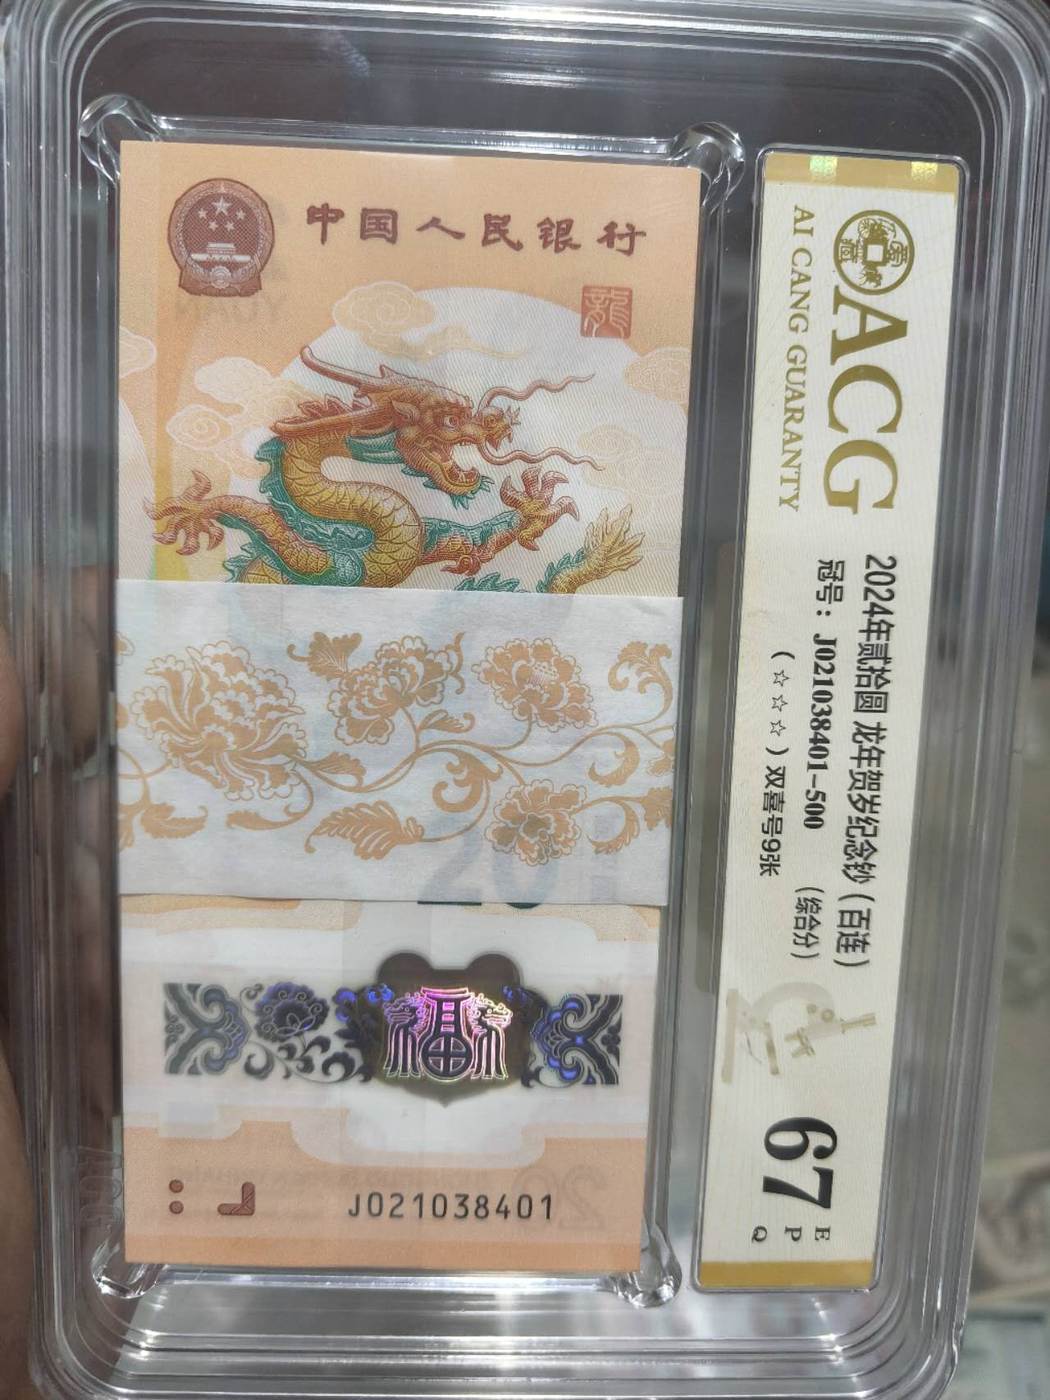 中国人民银行
龍
福
J021038401
ACG
AI CANG GUARANTY
2024年贰拾圆 龙年贺岁纪念钞（百连）
冠号：J021038401-500 （综合分）
（☆☆☆）双喜号9张
67 EPQ